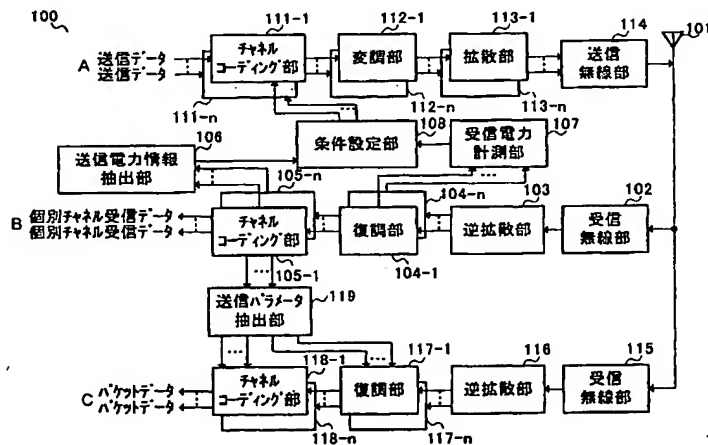 100
111-1
112-1
113-1
114
101
A
送信データ
送信データ
チャネル
コーディング部
変調部
拡散部
送信
無線部
111-n
112-n
113-n
106
108
107
送信電力情報
抽出部
条件設定部
受信電力
計測部
105-n
104-n
103
102
B
個別チャネル受信データ
個別チャネル受信データ
チャネル
コーディング部
復調部
逆拡散部
受信
無線部
105-1
104-1
119
送信パラメータ
抽出部
118-1
117-1
116
115
C
パケットデータ
パケットデータ
チャネル
コーディング部
復調部
逆拡散部
受信
無線部
118-n
117-n